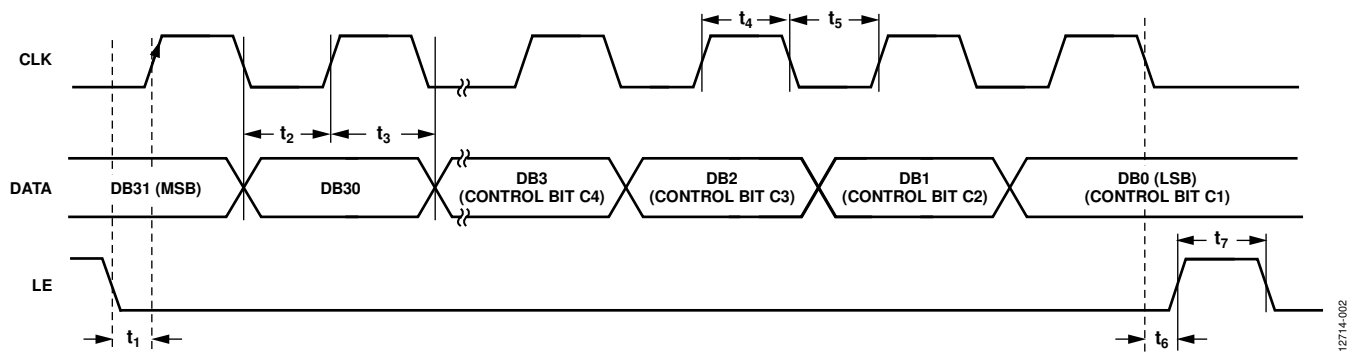 t4
t5
CLK
t2
t3
DATA
DB31 (MSB)
DB30
DB3
(CONTROL BIT C4)
DB2
(CONTROL BIT C3)
DB1
(CONTROL BIT C2)
DB0 (LSB)
(CONTROL BIT C1)
t7
LE
t1
t6
12714-002